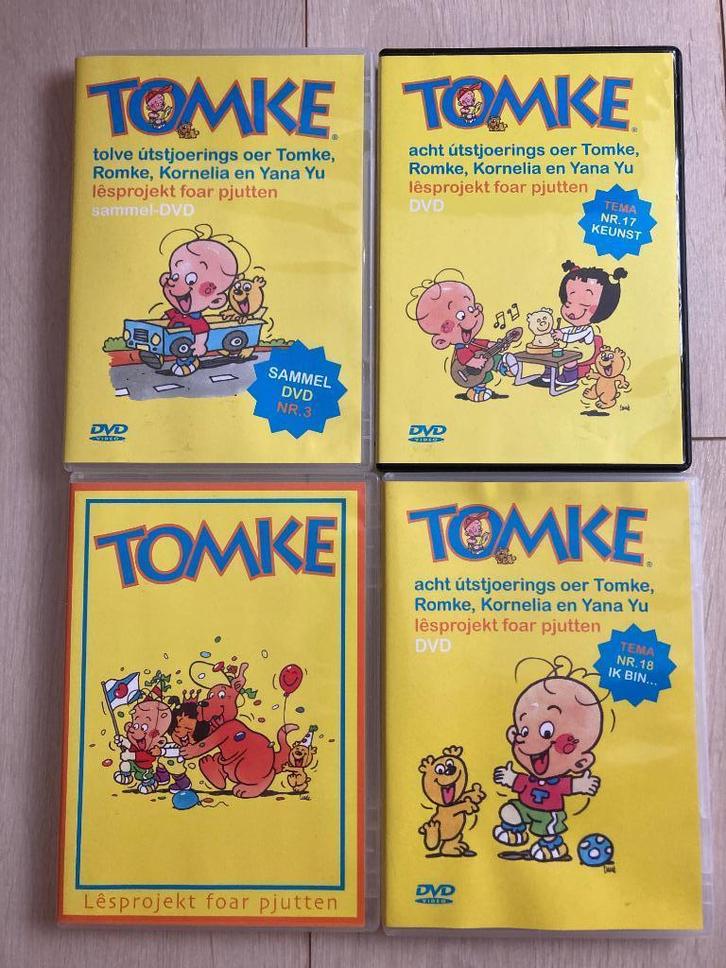 TOMKE®
tolve útstjoerings oer Tomke,
Romke, Kornelia en Yana Yu
lêsprojekt foar pjutten
sammel-DVD
SAMMEL
DVD
NR.3
DVD
VIDEO
TOMKE®
acht útstjoerings oer Tomke,
Romke, Kornelia en Yana Yu
lêsprojekt foar pjutten
DVD
TEMA
NR.17
KEUNST
DVD
VIDEO
TOMKE
Lêsprojekt foar pjutten
TOMKE®
acht útstjoerings oer Tomke,
Romke, Kornelia en Yana Yu
lêsprojekt foar pjutten
DVD
TEMA
NR.18
IK BIN...
T
DVD
VIDEO